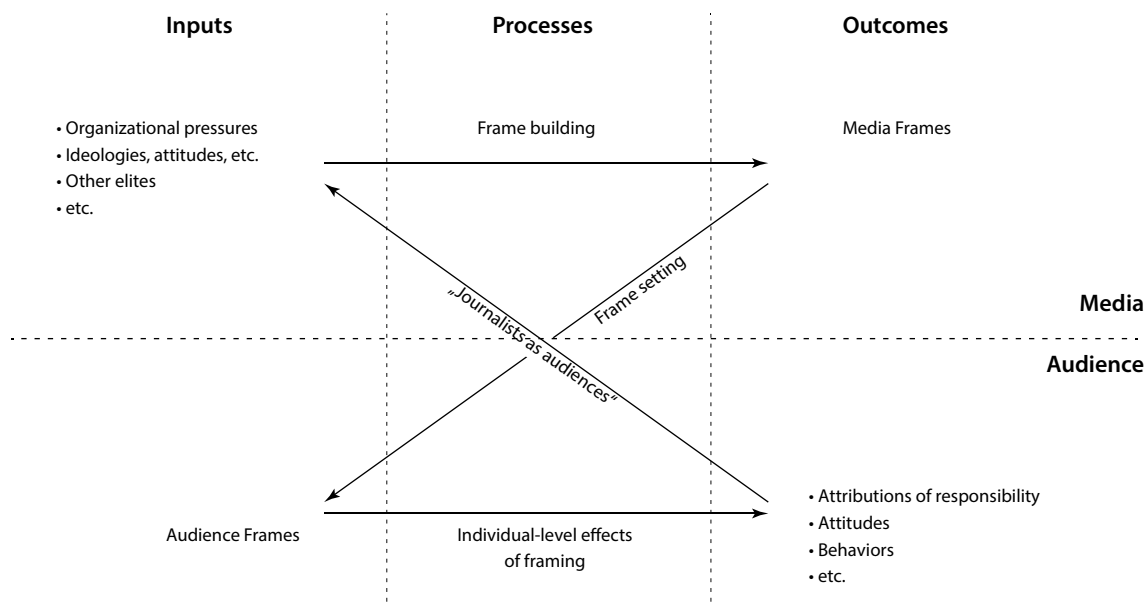 Inputs
Processes
Outcomes
• Organizational pressures
• Ideologies, attitudes, etc.
• Other elites
• etc.
Frame building
Media Frames
„Journalists as audiences“
Frame setting
Media
Audience
Audience Frames
Individual-level effects
of framing
• Attributions of responsibility
• Attitudes
• Behaviors
• etc.